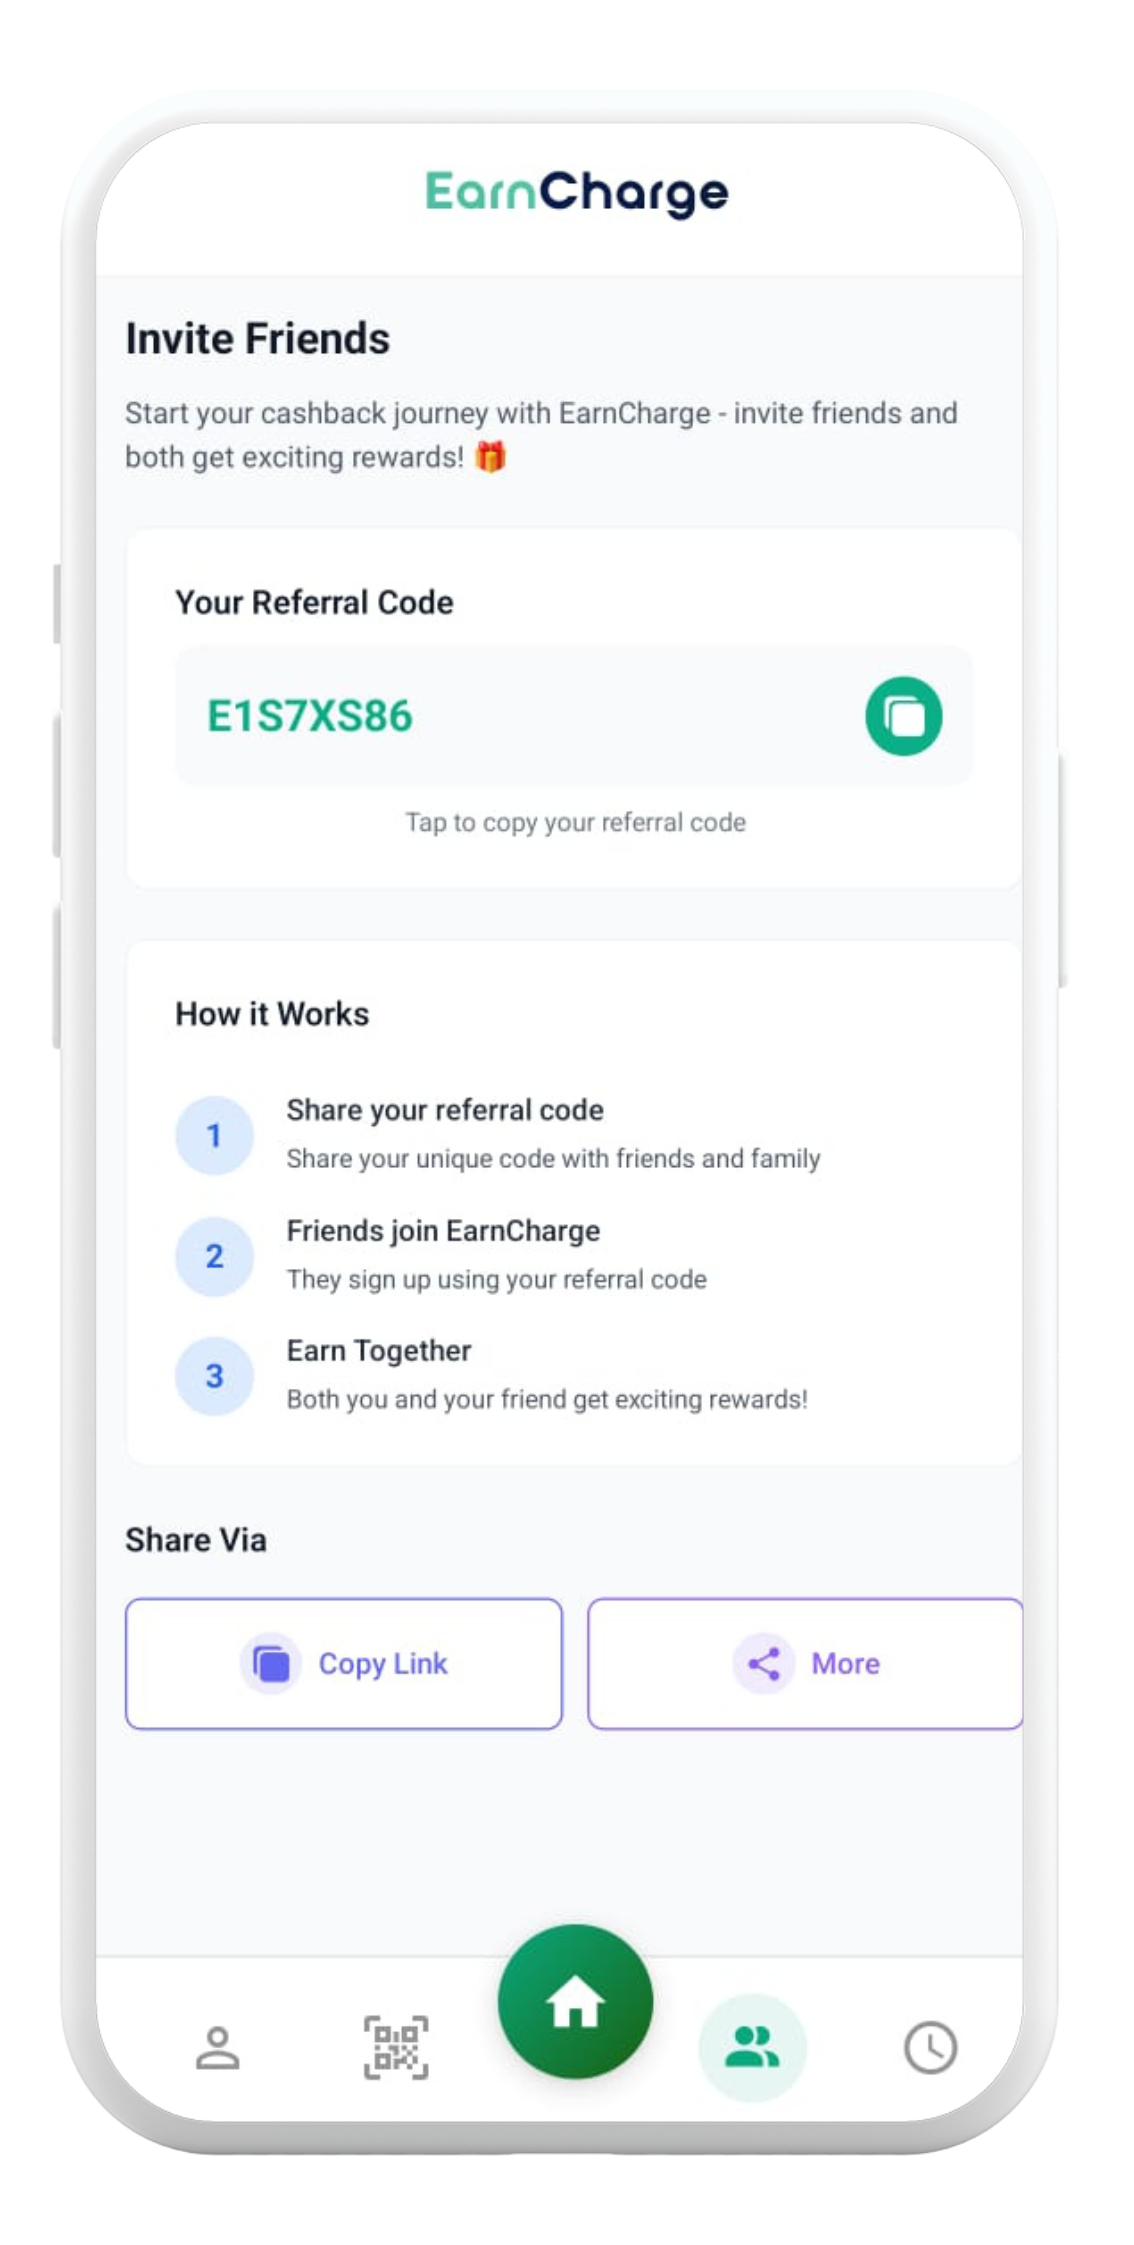 EarnCharge
Invite Friends
Start your cashback journey with EarnCharge - invite friends and
both get exciting rewards! 🎁
Your Referral Code
E1S7XS86
Tap to copy your referral code
How it Works
1
Share your referral code
Share your unique code with friends and family
2
Friends join EarnCharge
They sign up using your referral code
3
Earn Together
Both you and your friend get exciting rewards!
Share Via
Copy Link
More